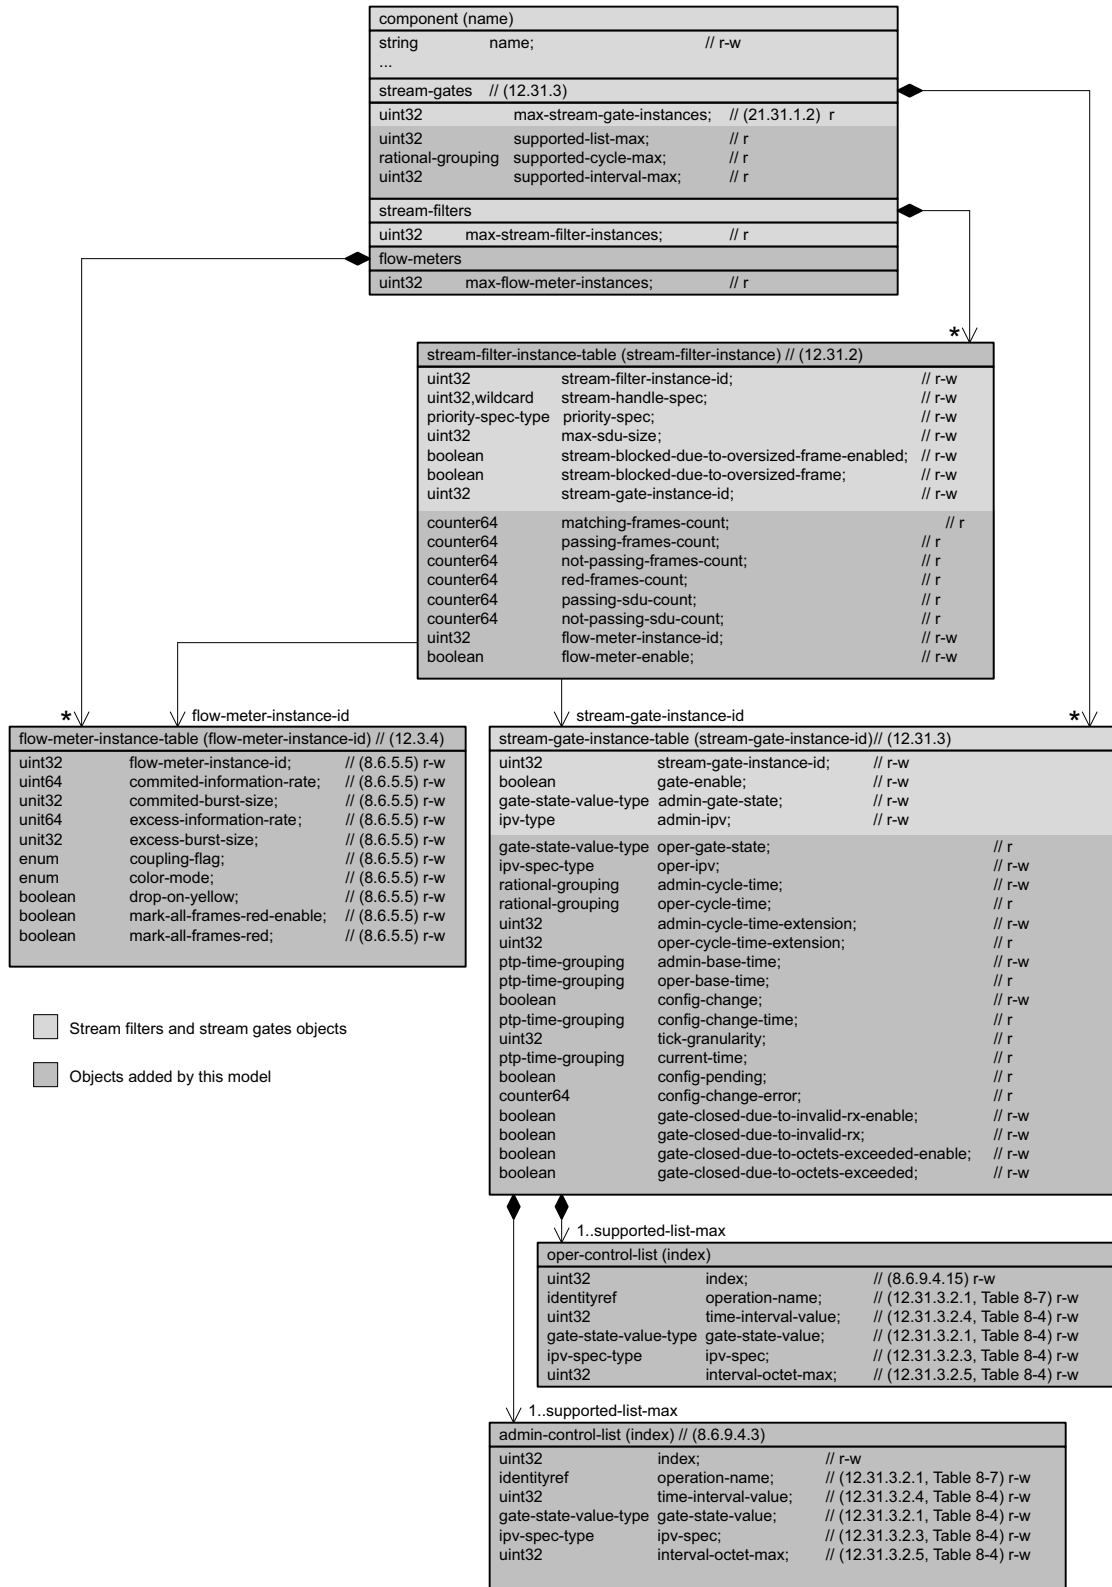 component (name)
string name; // r-w
...
stream-gates // (12.31.3)
uint32 max-stream-gate-instances; // (21.31.1.2) r
uint32 supported-list-max; // r
rational-grouping supported-cycle-max; // r
uint32 supported-interval-max; // r
stream-filters
uint32 max-stream-filter-instances; // r
flow-meters
uint32 max-flow-meter-instances; // r
*
stream-filter-instance-table (stream-filter-instance) // (12.31.2)
uint32 stream-filter-instance-id; // r-w
uint32,wildcard stream-handle-spec; // r-w
priority-spec-type priority-spec; // r-w
uint32 max-sdu-size; // r-w
boolean stream-blocked-due-to-oversized-frame-enabled; // r-w
boolean stream-blocked-due-to-oversized-frame; // r-w
uint32 stream-gate-instance-id; // r-w
counter64 matching-frames-count; // r
counter64 passing-frames-count; // r
counter64 not-passing-frames-count; // r
counter64 red-frames-count; // r
counter64 passing-sdu-count; // r
counter64 not-passing-sdu-count; // r
uint32 flow-meter-instance-id; // r-w
boolean flow-meter-enable; // r-w
* flow-meter-instance-id
flow-meter-instance-table (flow-meter-instance-id) // (12.3.4)
uint32 flow-meter-instance-id; // (8.6.5.5) r-w
uint64 commited-information-rate; // (8.6.5.5) r-w
unit32 commited-burst-size; // (8.6.5.5) r-w
unit64 excess-information-rate; // (8.6.5.5) r-w
unit32 excess-burst-size; // (8.6.5.5) r-w
enum coupling-flag; // (8.6.5.5) r-w
enum color-mode; // (8.6.5.5) r-w
boolean drop-on-yellow; // (8.6.5.5) r-w
boolean mark-all-frames-red-enable; // (8.6.5.5) r-w
boolean mark-all-frames-red; // (8.6.5.5) r-w
stream-gate-instance-id *
stream-gate-instance-table (stream-gate-instance-id)// (12.31.3)
uint32 stream-gate-instance-id; // r-w
boolean gate-enable; // r-w
gate-state-value-type admin-gate-state; // r-w
ipv-type admin-ipv; // r-w
gate-state-value-type oper-gate-state; // r
ipv-spec-type oper-ipv; // r-w
rational-grouping admin-cycle-time; // r-w
rational-grouping oper-cycle-time; // r
uint32 admin-cycle-time-extension; // r-w
uint32 oper-cycle-time-extension; // r
ptp-time-grouping admin-base-time; // r-w
ptp-time-grouping oper-base-time; // r
boolean config-change; // r-w
ptp-time-grouping config-change-time; // r
uint32 tick-granularity; // r
ptp-time-grouping current-time; // r
boolean config-pending; // r
counter64 config-change-error; // r
boolean gate-closed-due-to-invalid-rx-enable; // r-w
boolean gate-closed-due-to-invalid-rx; // r-w
boolean gate-closed-due-to-octets-exceeded-enable; // r-w
boolean gate-closed-due-to-octets-exceeded; // r-w
Stream filters and stream gates objects
Objects added by this model
1..supported-list-max
oper-control-list (index)
uint32 index; // (8.6.9.4.15) r-w
identityref operation-name; // (12.31.3.2.1, Table 8-7) r-w
uint32 time-interval-value; // (12.31.3.2.4, Table 8-4) r-w
gate-state-value-type gate-state-value; // (12.31.3.2.1, Table 8-4) r-w
ipv-spec-type ipv-spec; // (12.31.3.2.3, Table 8-4) r-w
uint32 interval-octet-max; // (12.31.3.2.5, Table 8-4) r-w
1..supported-list-max
admin-control-list (index) // (8.6.9.4.3)
uint32 index; // r-w
identityref operation-name; // (12.31.3.2.1, Table 8-7) r-w
uint32 time-interval-value; // (12.31.3.2.4, Table 8-4) r-w
gate-state-value-type gate-state-value; // (12.31.3.2.1, Table 8-4) r-w
ipv-spec-type ipv-spec; // (12.31.3.2.3, Table 8-4) r-w
uint32 interval-octet-max; // (12.31.3.2.5, Table 8-4) r-w